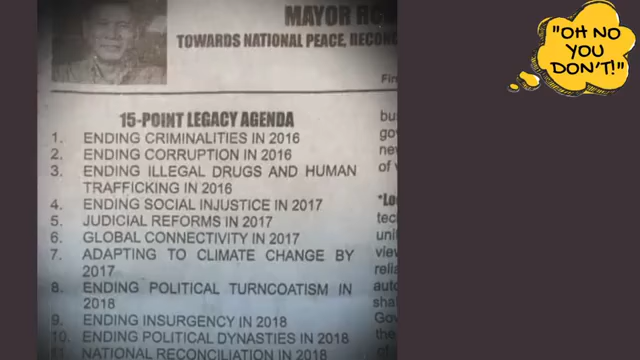 MAYOR
TOWARDS NATIONAL PEACE,
"OH NO
YOU
DON'T!"
15-POINT LEGACY AGENDA
1. ENDING CRIMINALITIES IN 2016
2. ENDING CORRUPTION IN 2016
3. ENDING ILLEGAL DRUGS AND HUMAN
TRAFFICKING IN 2016
4. ENDING SOCIAL INJUSTICE IN 2017
5. JUDICIAL REFORMS IN 2017
6. GLOBAL CONNECTIVITY IN 2017
7. ADAPTING TO CLIMATE CHANGE BY
2017
8. ENDING POLITICAL TURNCOATISM IN
2018
9. ENDING INSURGENCY IN 2018
10. ENDING POLITICAL DYNASTIES IN 2018
11. NATIONAL RECONCILIATION IN 2018